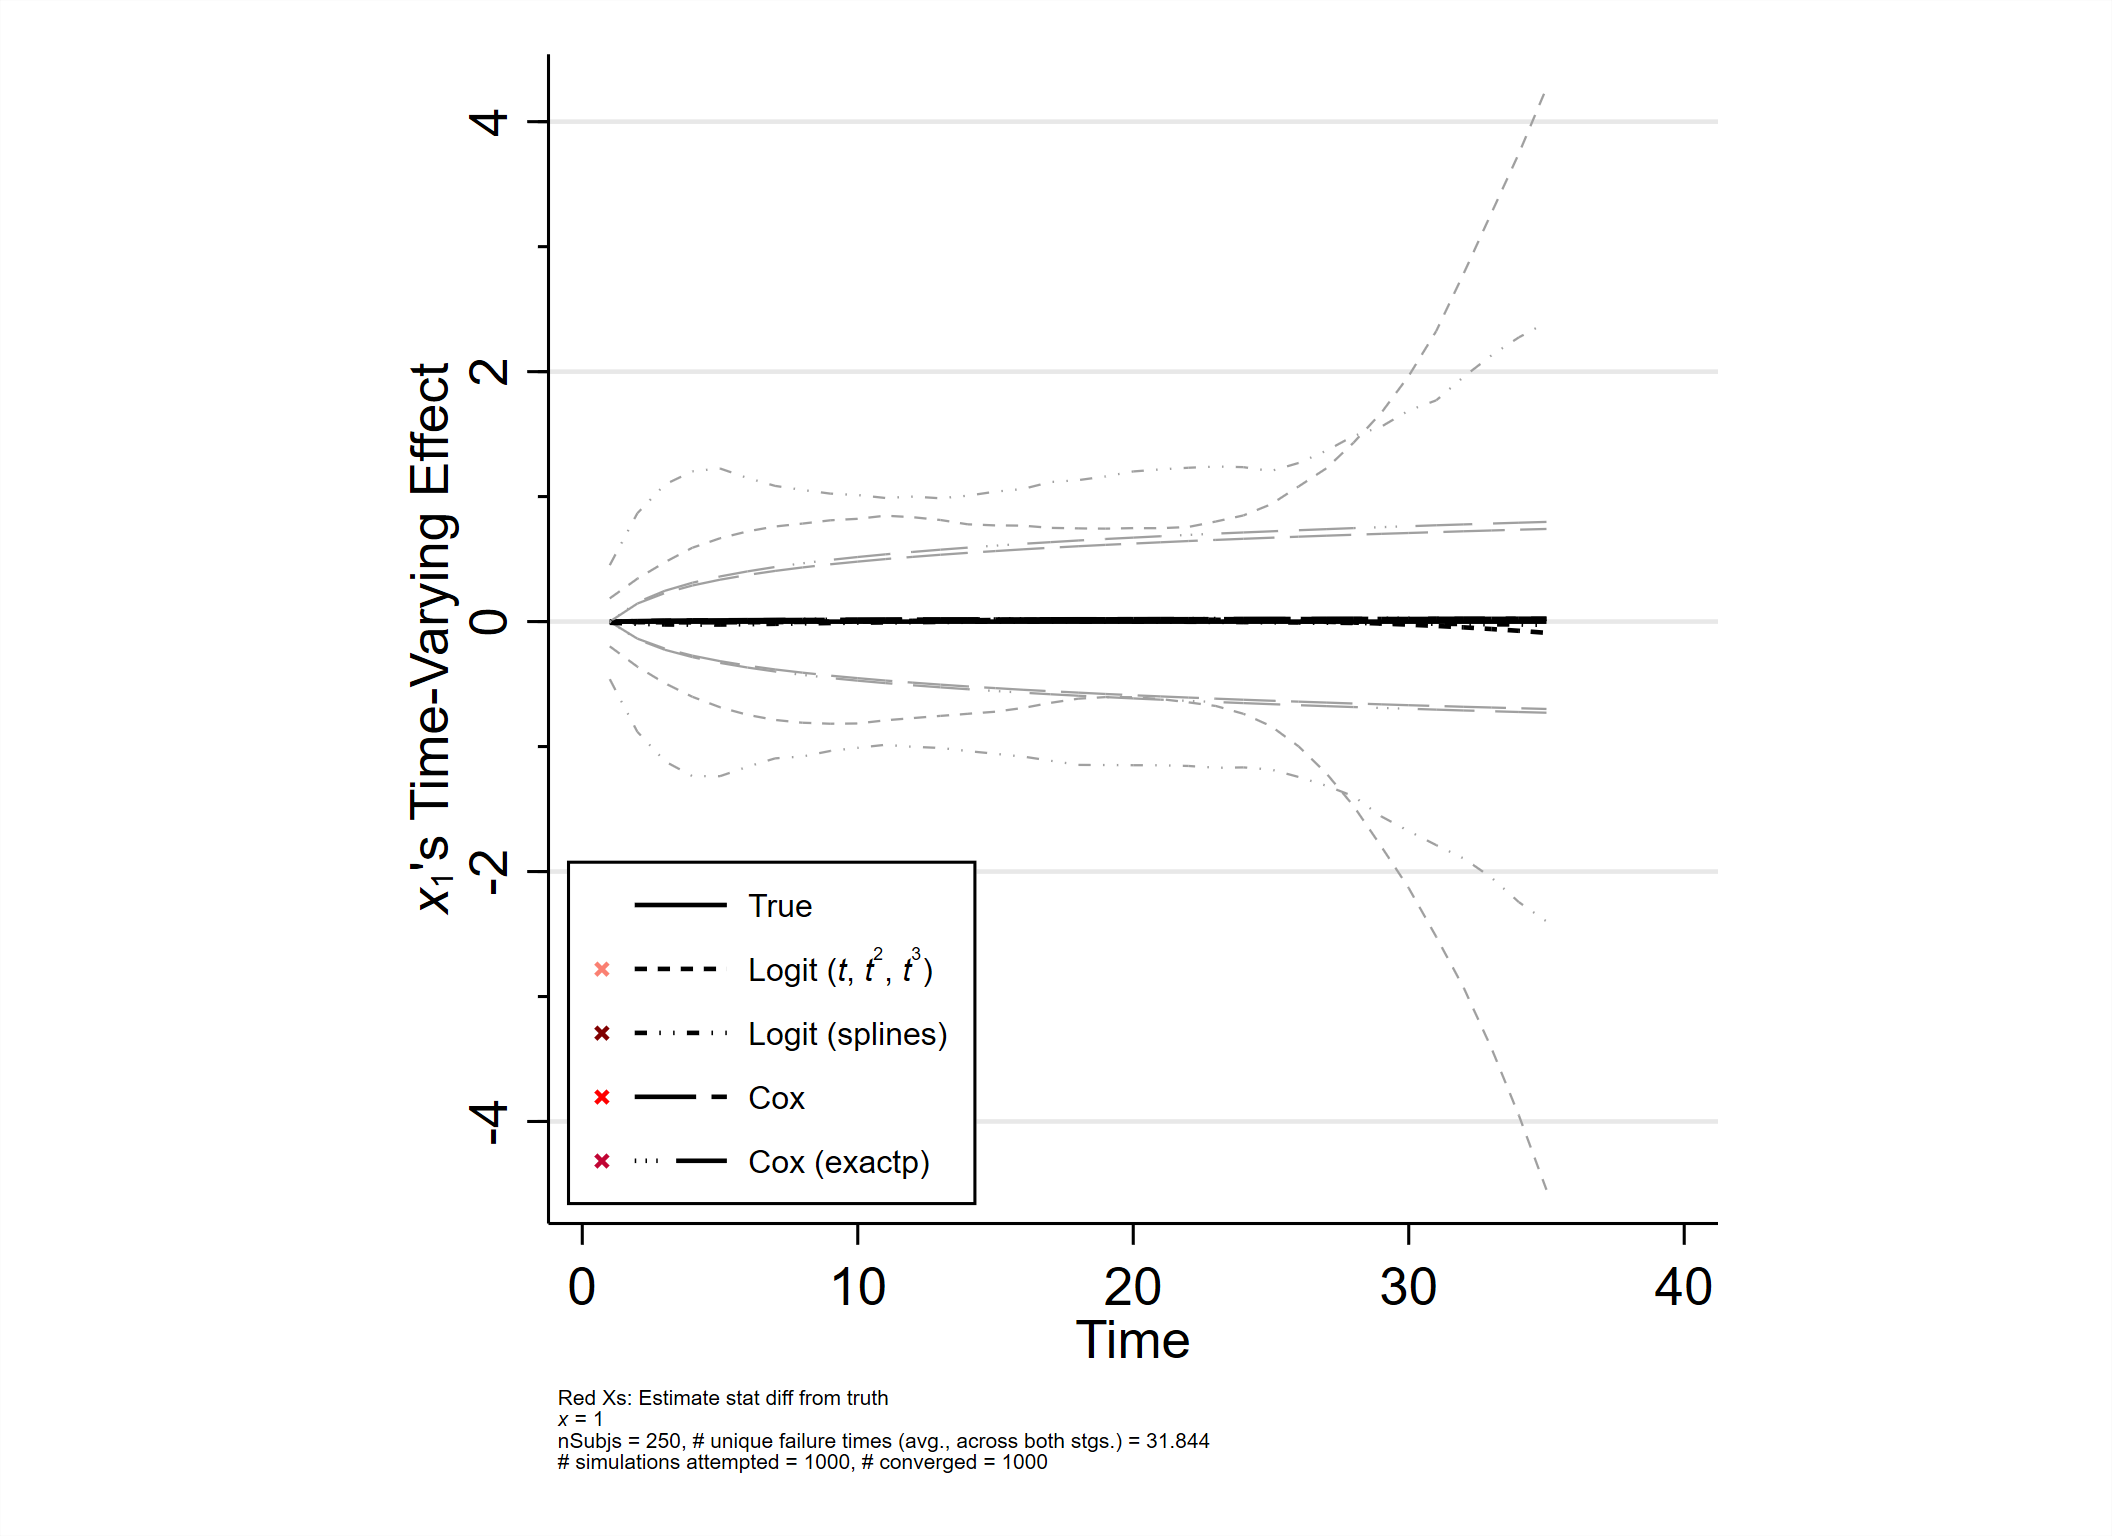 4
2
0
-2
-4
x₁'s Time-Varying Effect
True
Logit (t, t², t³)
Logit (splines)
Cox
Cox (exactp)
0 10 20 30 40
Time
Red Xs: Estimate stat diff from truth
x = 1
nSubjs = 250, # unique failure times (avg., across both stgs.) = 31.844
# simulations attempted = 1000, # converged = 1000